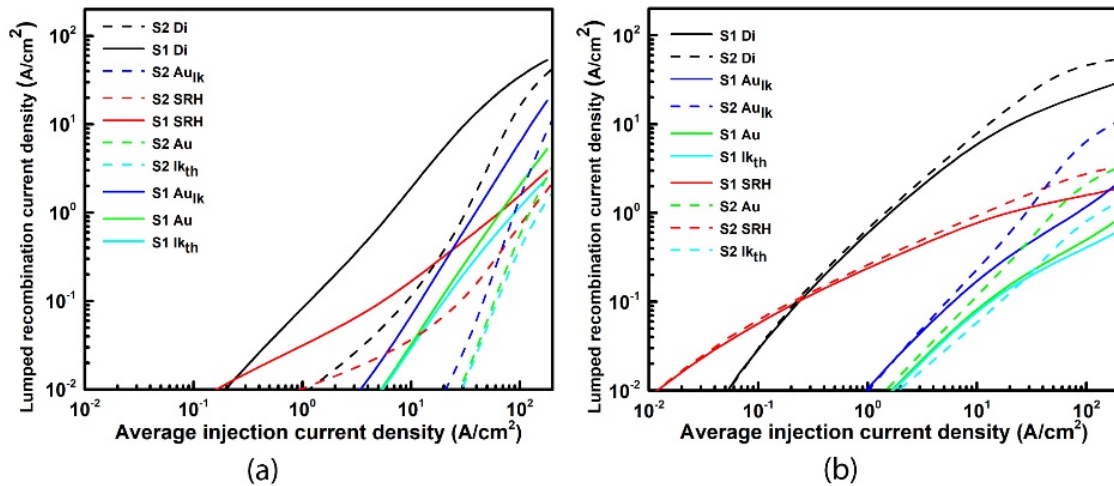 Lumped recombination current density (A/cm²)
10²
10¹
10⁰
10⁻¹
10⁻²
S2 Di
S1 Di
S2 Au_lk
S2 SRH
S1 SRH
S2 Au
S2 lk_th
S1 Au_lk
S1 Au
S1 lk_th
10⁻² 10⁻¹ 10⁰ 10¹ 10²
Average injection current density (A/cm²)
(a)
Lumped recombination current density (A/cm²)
10²
10¹
10⁰
10⁻¹
10⁻²
S1 Di
S2 Di
S1 Au_lk
S2 Au_lk
S1 Au
S1 lk_th
S1 SRH
S2 Au
S2 SRH
S2 lk_th
10⁻² 10⁻¹ 10⁰ 10¹ 10²
Average injection current density (A/cm²)
(b)